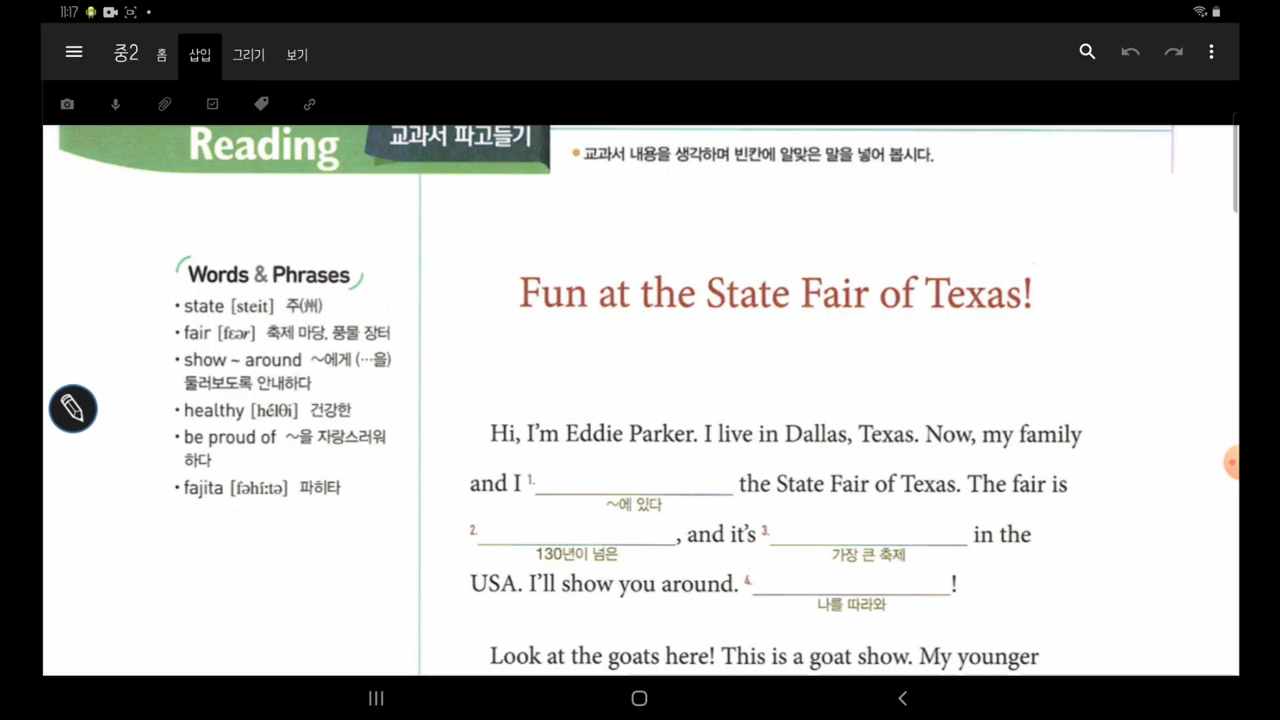 11:17
중2 홈 삽입 그리기 보기
Reading 교과서 파고들기
• 교과서 내용을 생각하며 빈칸에 알맞은 말을 넣어 봅시다.
Words & Phrases
• state [steit] 주(州)
• fair [fɛər] 축제 마당, 풍물 장터
• show ~ around ~에게 (…을)
둘러보도록 안내하다
• healthy [hélθi] 건강한
• be proud of ~을 자랑스러워
하다
• fajita [fəhí:tə] 파히타
Fun at the State Fair of Texas!
Hi, I'm Eddie Parker. I live in Dallas, Texas. Now, my family
and I 1. ____________ the State Fair of Texas. The fair is
~에 있다
2. ____________, and it's 3. ____________ in the
130년이 넘은 가장 큰 축제
USA. I'll show you around. 4. ____________!
나를 따라와
Look at the goats here! This is a goat show. My younger